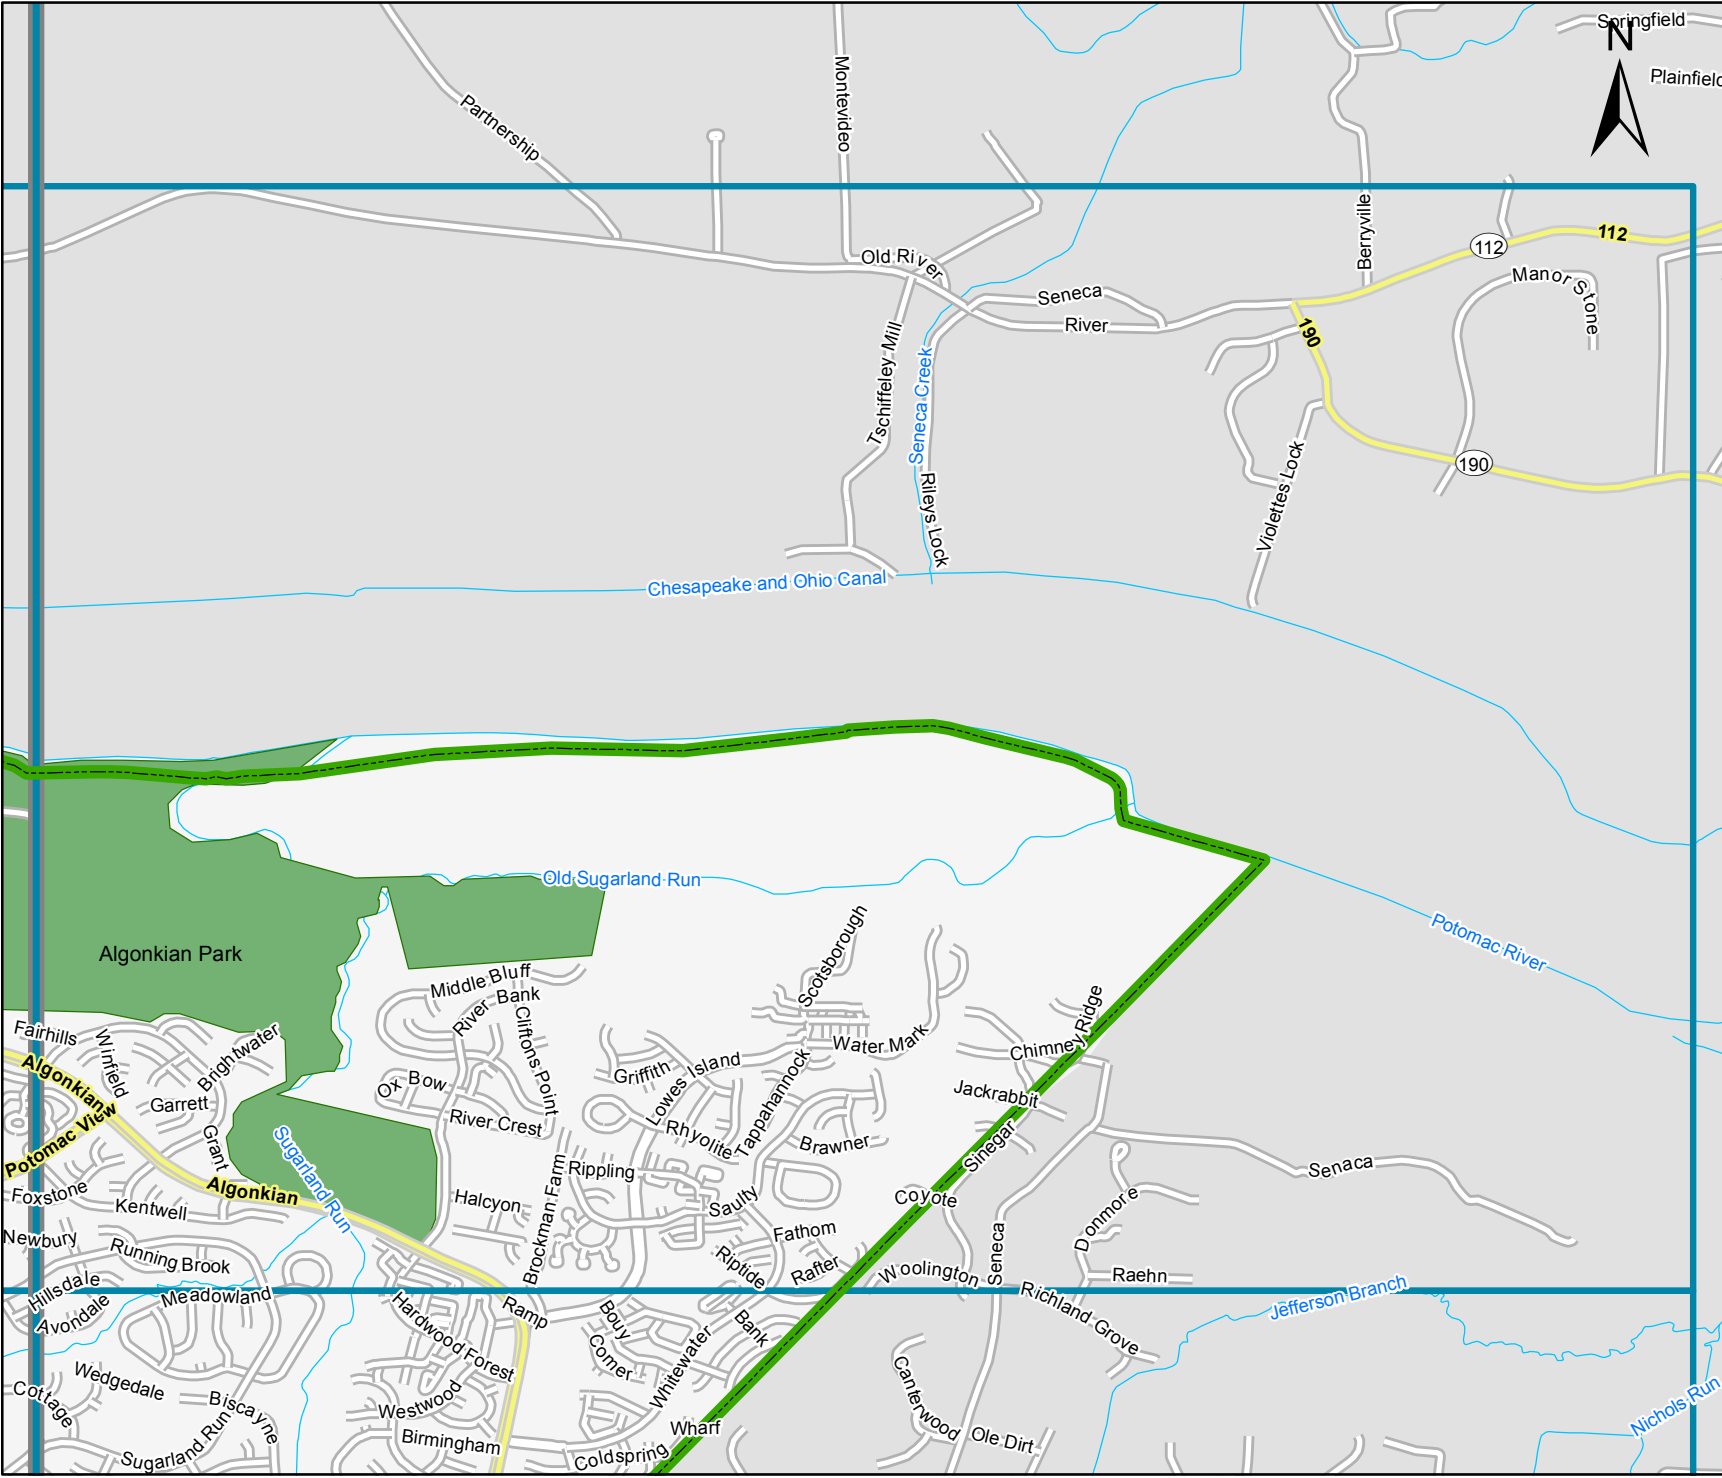 Springfield
N
Plainfield
Partnership
Montevideo
Berryville
112
112
Old River
Manor Stone
Seneca
River
190
Tschiffeley Mill
Seneca Creek
190
Violettes Lock
Rileys Lock
Chesapeake and Ohio Canal
Old Sugarland Run
Potomac River
Algonkian Park
Scotsborough
Middle Bluff
River Bank
Cliftons Point
Chimney Ridge
Fairhills
Winfield
Brightwater
Water Mark
Algonkian
Griffith
Lowes Island
Ox Bow
Jackrabbit
Garrett
Tappahannock
Potomac View
River Crest
Rhyolite
Brawner
Sinegar
Grant
Sugarland Run
Rippling
Senaca
Foxstone
Algonkian
Halcyon
Brockman Farm
Saulty
Coyote
Donmore
Kentwell
Newbury
Fathom
Seneca
Running Brook
Riptide
Rafter
Woolington
Raehn
Hillsdale
Meadowland
Richland Grove
Jefferson Branch
Avondale
Hardwood Forest
Ramp
Bouy
Bank
Comer
Whitewater
Canterwood
Wedgedale
Cottage
Biscayne
Westwood
Nichols Run
Sugarland Run
Birmingham
Wharf
Coldspring
Ole Dirt